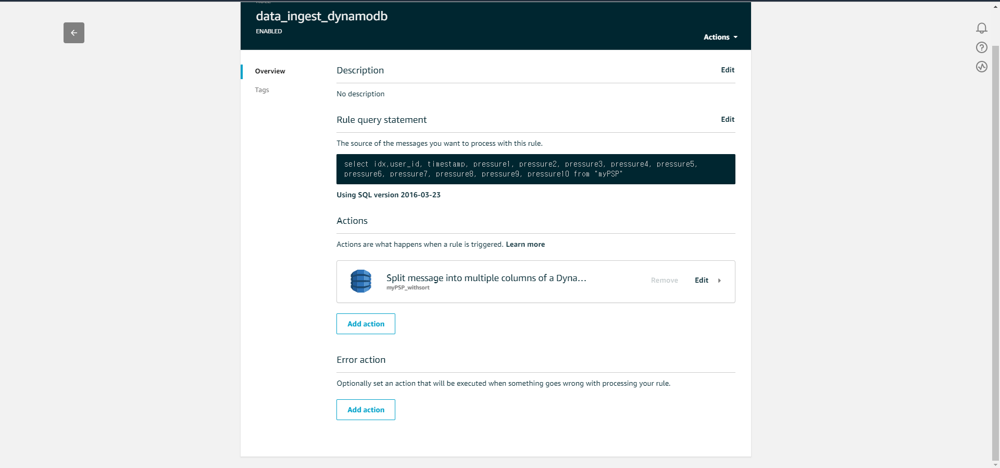 data_ingest_dynamodb
ENABLED
Actions
Overview
Tags
Description
Edit
No description
Rule query statement
Edit
The source of the messages you want to process with this rule.
select idx,user_id, timestamp, pressure1, pressure2, pressure3, pressure4, pressure5,
pressure6, pressure7, pressure8, pressure9, pressure10 from "myPSP"
Using SQL version 2016-03-23
Actions
Actions are what happens when a rule is triggered. Learn more
Split message into multiple columns of a Dyna...
myPSP_withsort
Remove
Edit
Add action
Error action
Optionally set an action that will be executed when something goes wrong with processing your rule.
Add action